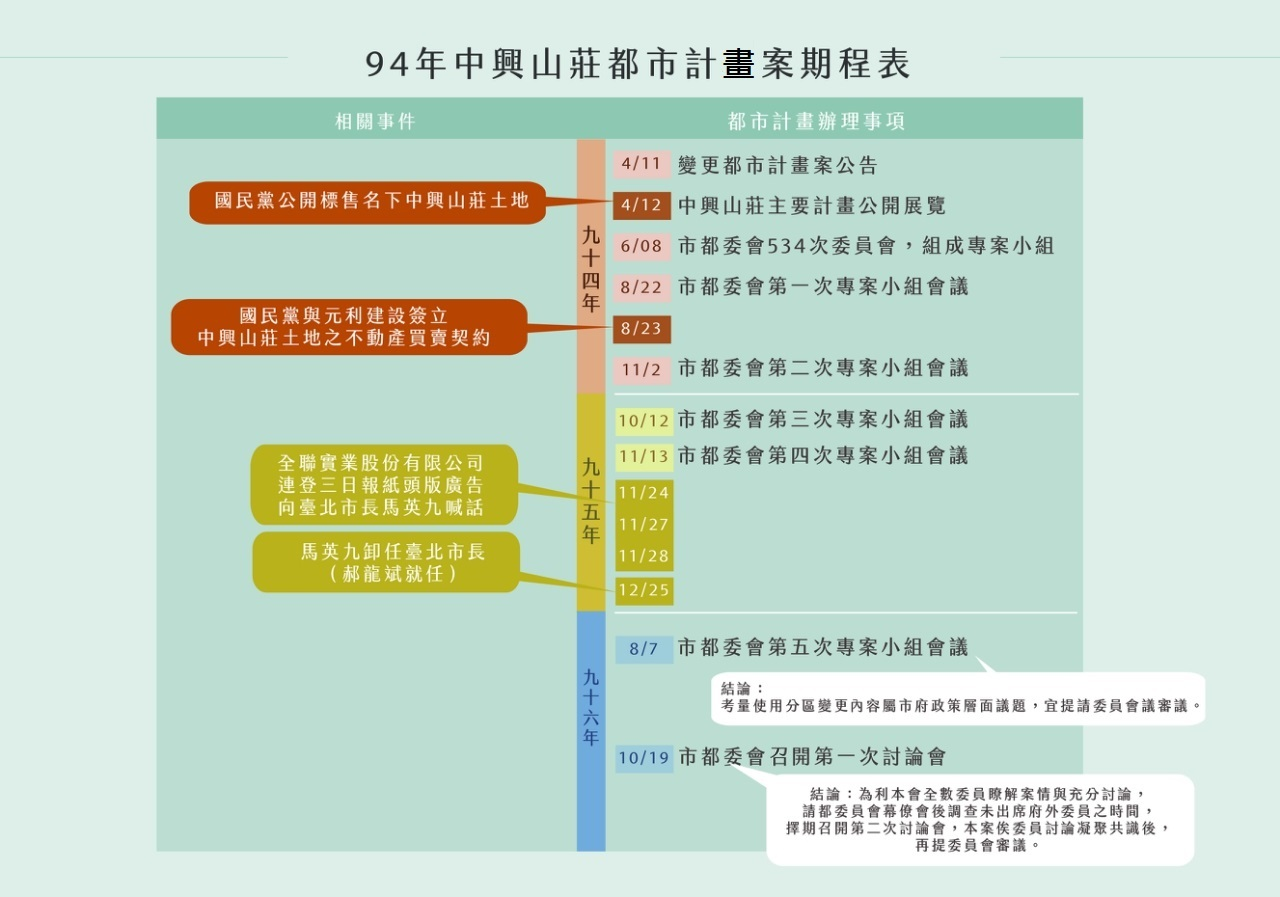 94年中興山莊都市計畫案期程表
相關事件
都市計畫辦理事項
九十四年
4/11 變更都市計畫案公告
國民黨公開標售名下中興山莊土地
4/12 中興山莊主要計畫公開展覽
6/08 市都委會534次委員會，組成專案小組
8/22 市都委會第一次專案小組會議
國民黨與元利建設簽立
中興山莊土地之不動產買賣契約
8/23
11/2 市都委會第二次專案小組會議
九十五年
10/12 市都委會第三次專案小組會議
11/13 市都委會第四次專案小組會議
全聯實業股份有限公司
連登三日報紙頭版廣告
向臺北市長馬英九喊話
11/24
11/27
11/28
馬英九卸任臺北市長
（郝龍斌就任）
12/25
九十六年
8/7 市都委會第五次專案小組會議
結論：
考量使用分區變更內容屬市府政策層面議題，宜提請委員會議審議。
10/19 市都委會召開第一次討論會
結論：為利本會全數委員瞭解案情與充分討論，
請都委員會幕僚會後調查未出席府外委員之時間，
擇期召開第二次討論會，本案俟委員討論凝聚共識後，
再提委員會審議。